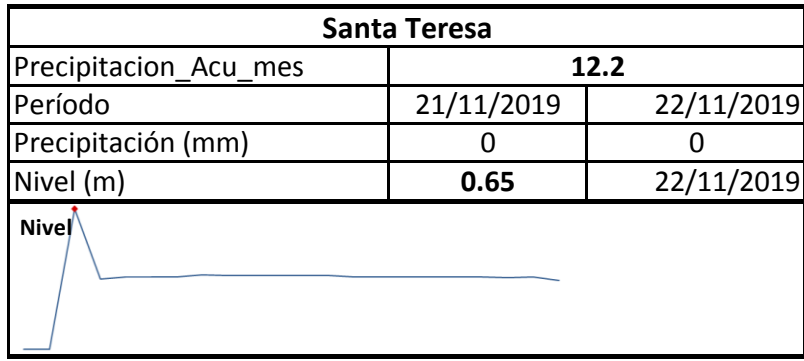 Santa Teresa
Precipitacion_Acu_mes 12.2
Período 21/11/2019 22/11/2019
Precipitación (mm) 0 0
Nivel (m) 0.65 22/11/2019
Nivel